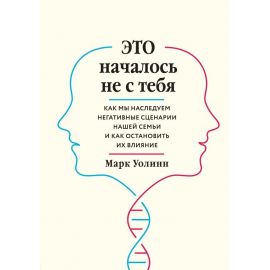 ЭТО
НАЧАЛОСЬ
НЕ С ТЕБЯ
КАК МЫ НАСЛЕДУЕМ
НЕГАТИВНЫЕ СЦЕНАРИИ
НАШЕЙ СЕМЬИ
И КАК ОСТАНОВИТЬ
ИХ ВЛИЯНИЕ
Марк Уолинн